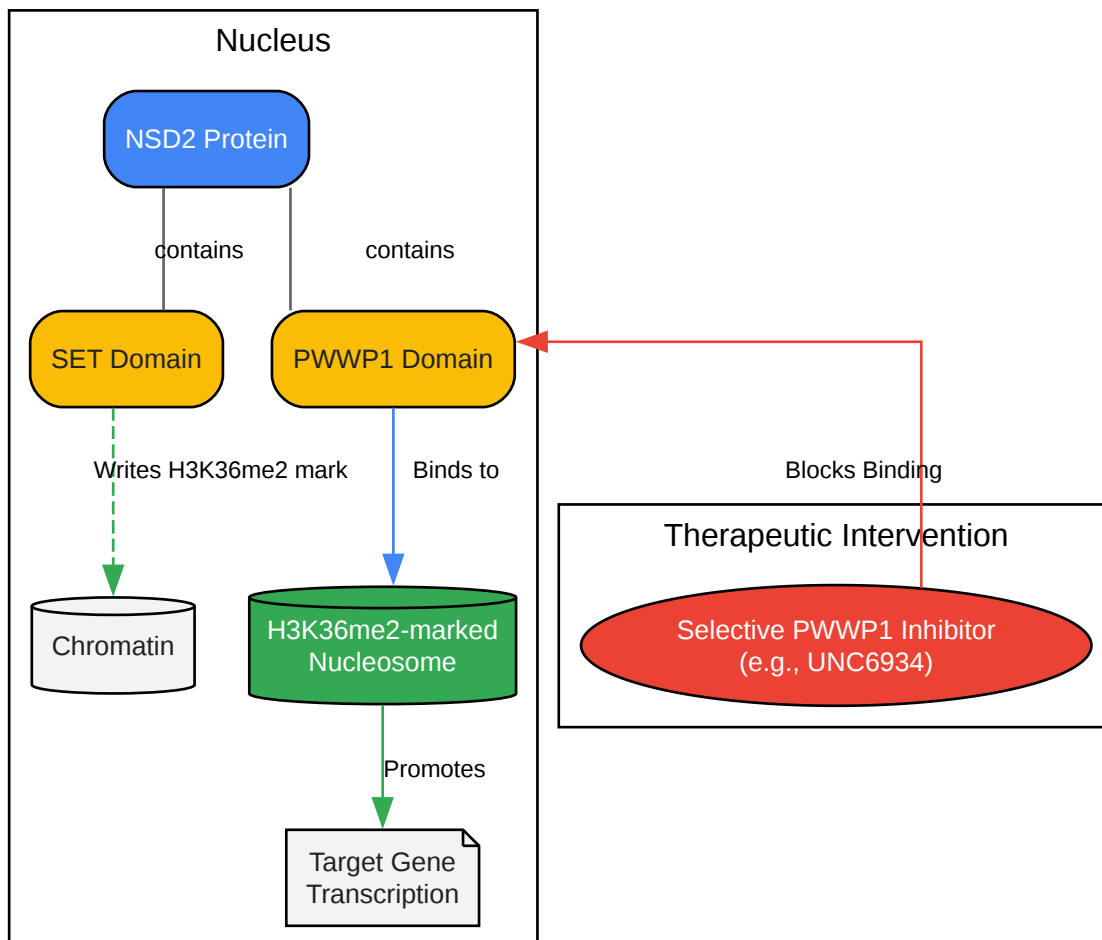 Nucleus
NSD2 Protein
contains
contains
SET Domain
PWWP1 Domain
Writes H3K36me2 mark
Binds to
Blocks Binding
Therapeutic Intervention
Chromatin
H3K36me2-marked
Nucleosome
Selective PWWP1 Inhibitor
(e.g., UNC6934)
Promotes
Target Gene
Transcription